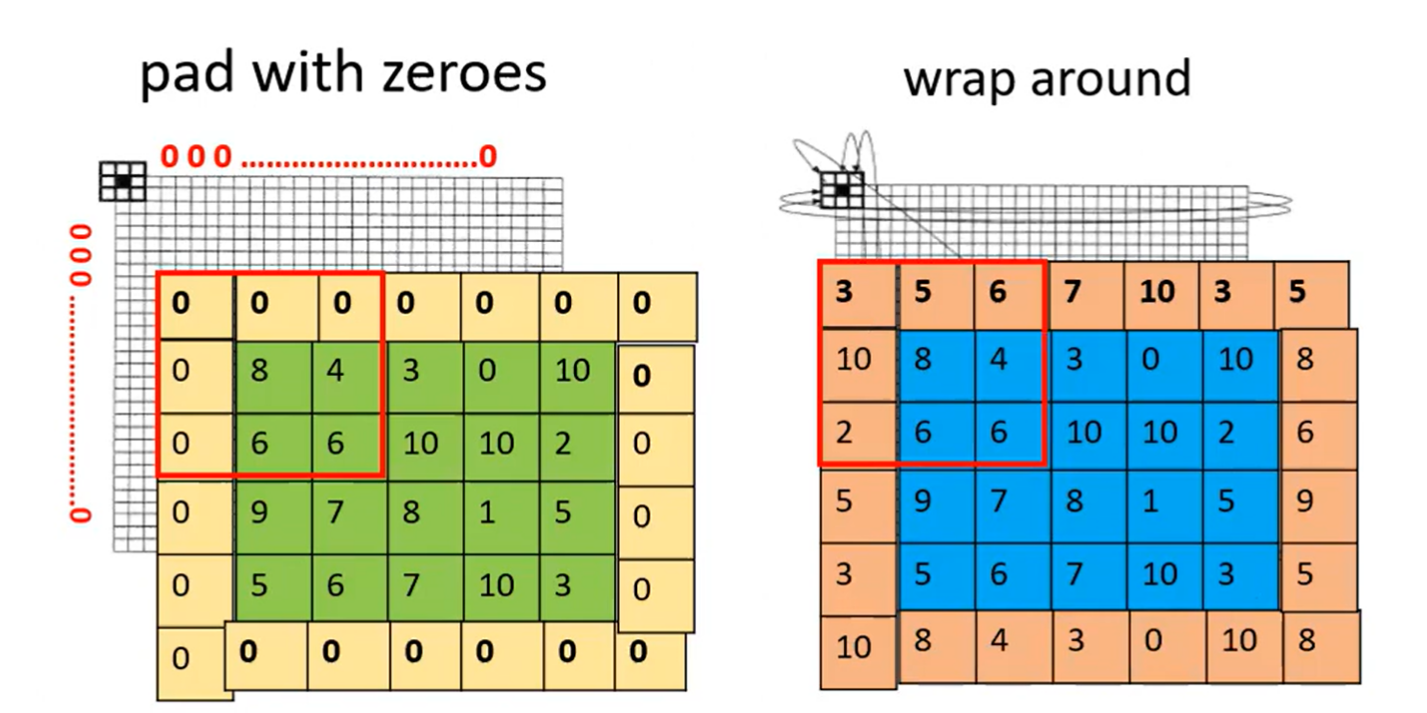 pad with zeroes
0 0 0 ............................0
0 0 0 ............................0
0 0 0 0 0 0 0
0 8 4 3 0 10 0
0 6 6 10 10 2 0
0 9 7 8 1 5 0
0 5 6 7 10 3 0
0 0 0 0 0 0 0
wrap around
3 5 6 7 10 3 5
10 8 4 3 0 10 8
2 6 6 10 10 2 6
5 9 7 8 1 5 9
3 5 6 7 10 3 5
10 8 4 3 0 10 8